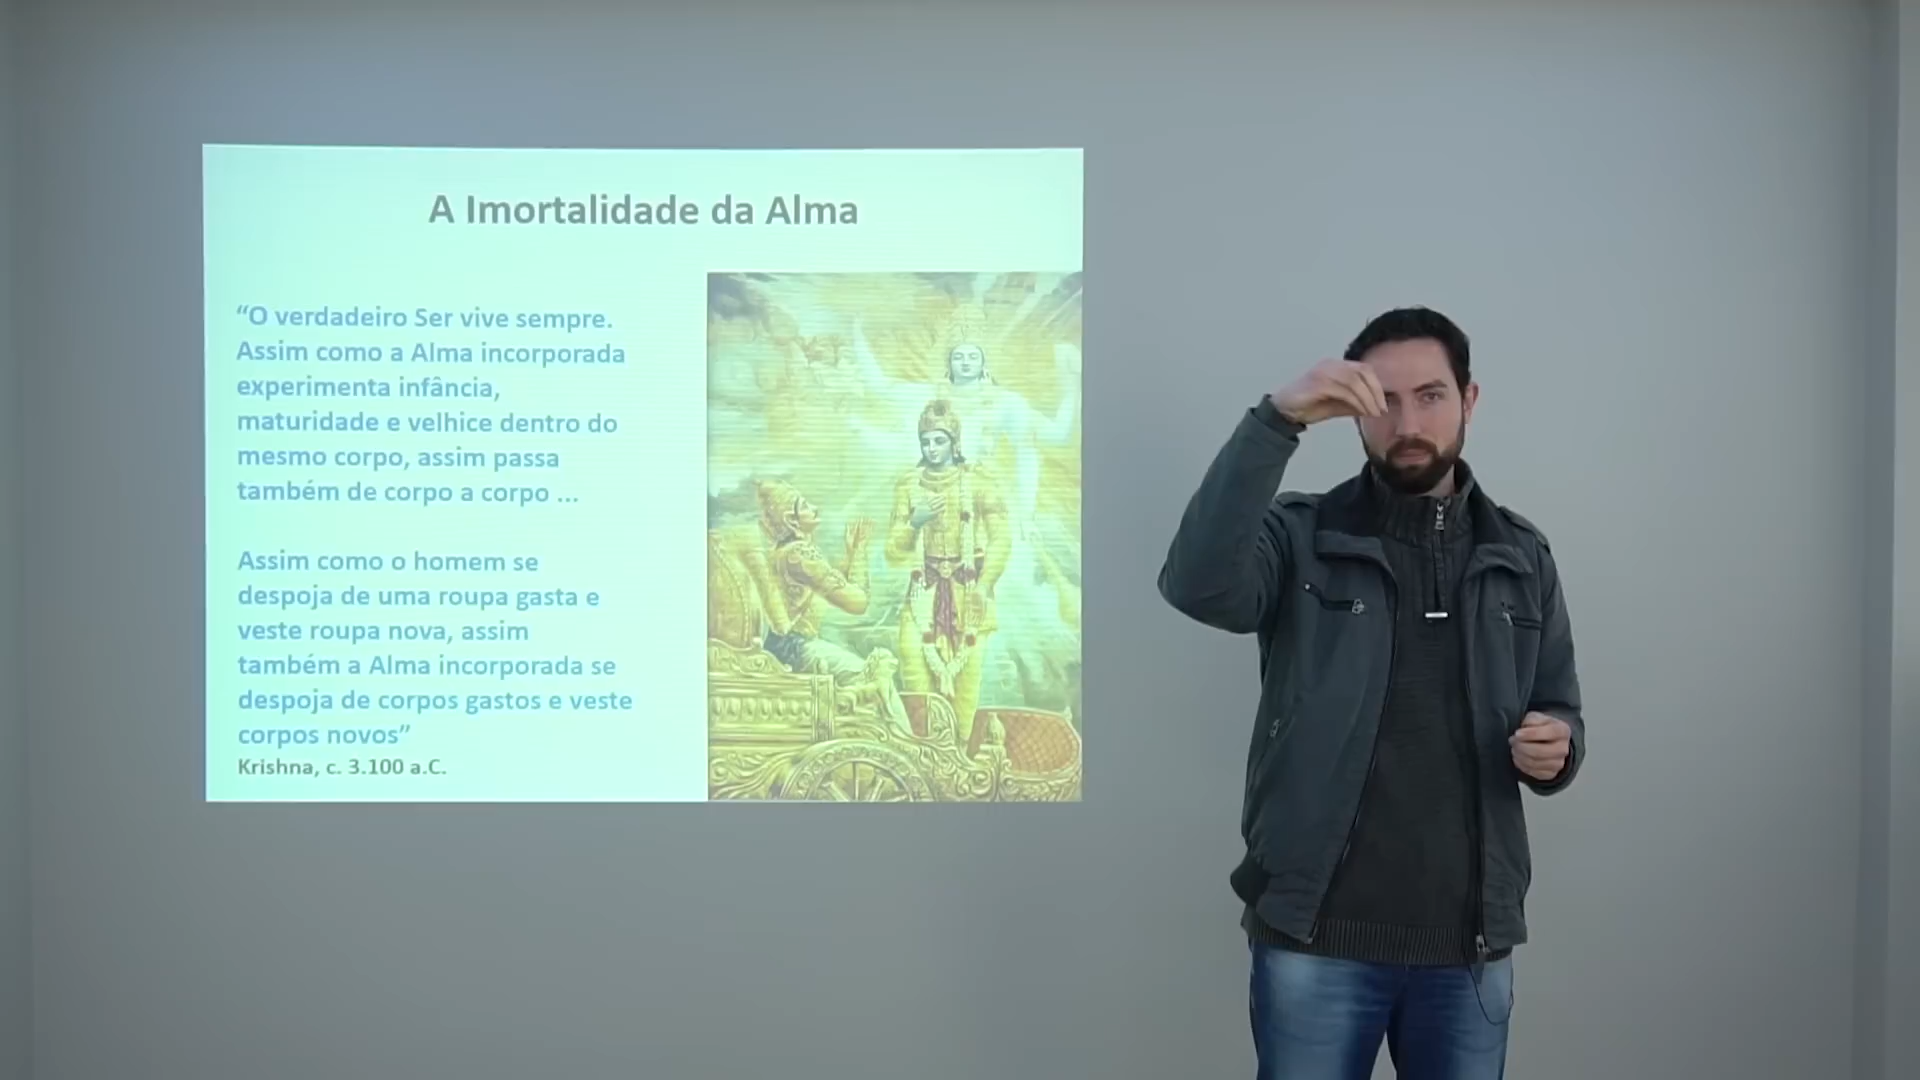 A Imortalidade da Alma
“O verdadeiro Ser vive sempre.
Assim como a Alma incorporada
experimenta infância,
maturidade e velhice dentro do
mesmo corpo, assim passa
também de corpo a corpo ...
Assim como o homem se
despoja de uma roupa gasta e
veste roupa nova, assim
também a Alma incorporada se
despoja de corpos gastos e veste
corpos novos”
Krishna, c. 3.100 a.C.